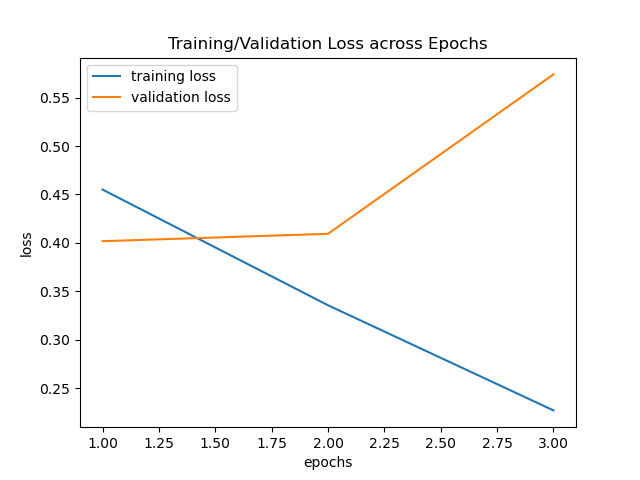 Training/Validation Loss across Epochs
training loss
validation loss
0.55
0.50
0.45
0.40
0.35
0.30
0.25
loss
1.00 1.25 1.50 1.75 2.00 2.25 2.50 2.75 3.00
epochs